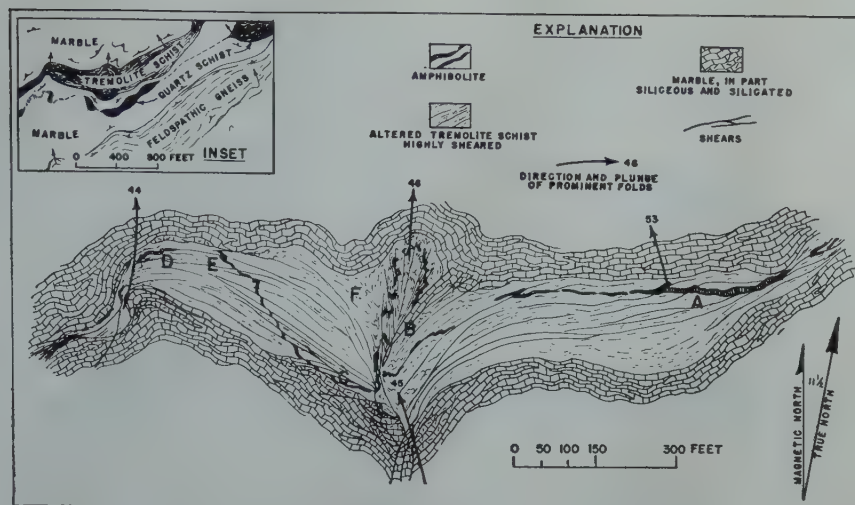 MARBLE
TREMOLITE SCHIST
QUARTZ SCHIST
FELDSPATHIC GNEISS
MARBLE
0 400 800 FEET
INSET
EXPLANATION
AMPHIBOLITE
MARBLE, IN PART
SILICEOUS AND SILICATED
ALTERED TREMOLITE SCHIST
HIGHLY SHEARED
SHEARS
46
DIRECTION AND PLUNGE
OF PROMINENT FOLDS
44
46
53
D
E
F
B
A
C
45
0 50 100 150 300 FEET
MAGNETIC NORTH
11½
TRUE NORTH